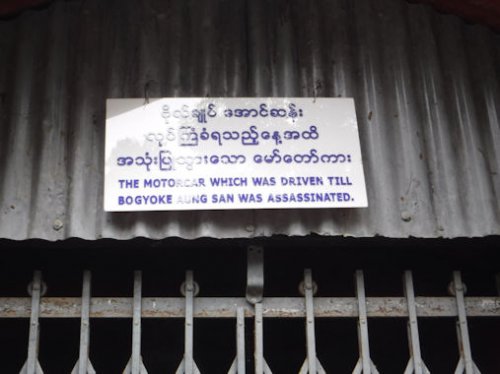 ဗိုလ်ချုပ် အောင်ဆန်း
လုပ်ကြံခံရသည့်နေ့အထိ
အသုံးပြုသွားသော မော်တော်ကား
THE MOTORCAR WHICH WAS DRIVEN TILL
BOGYOKE AUNG SAN WAS ASSASSINATED.